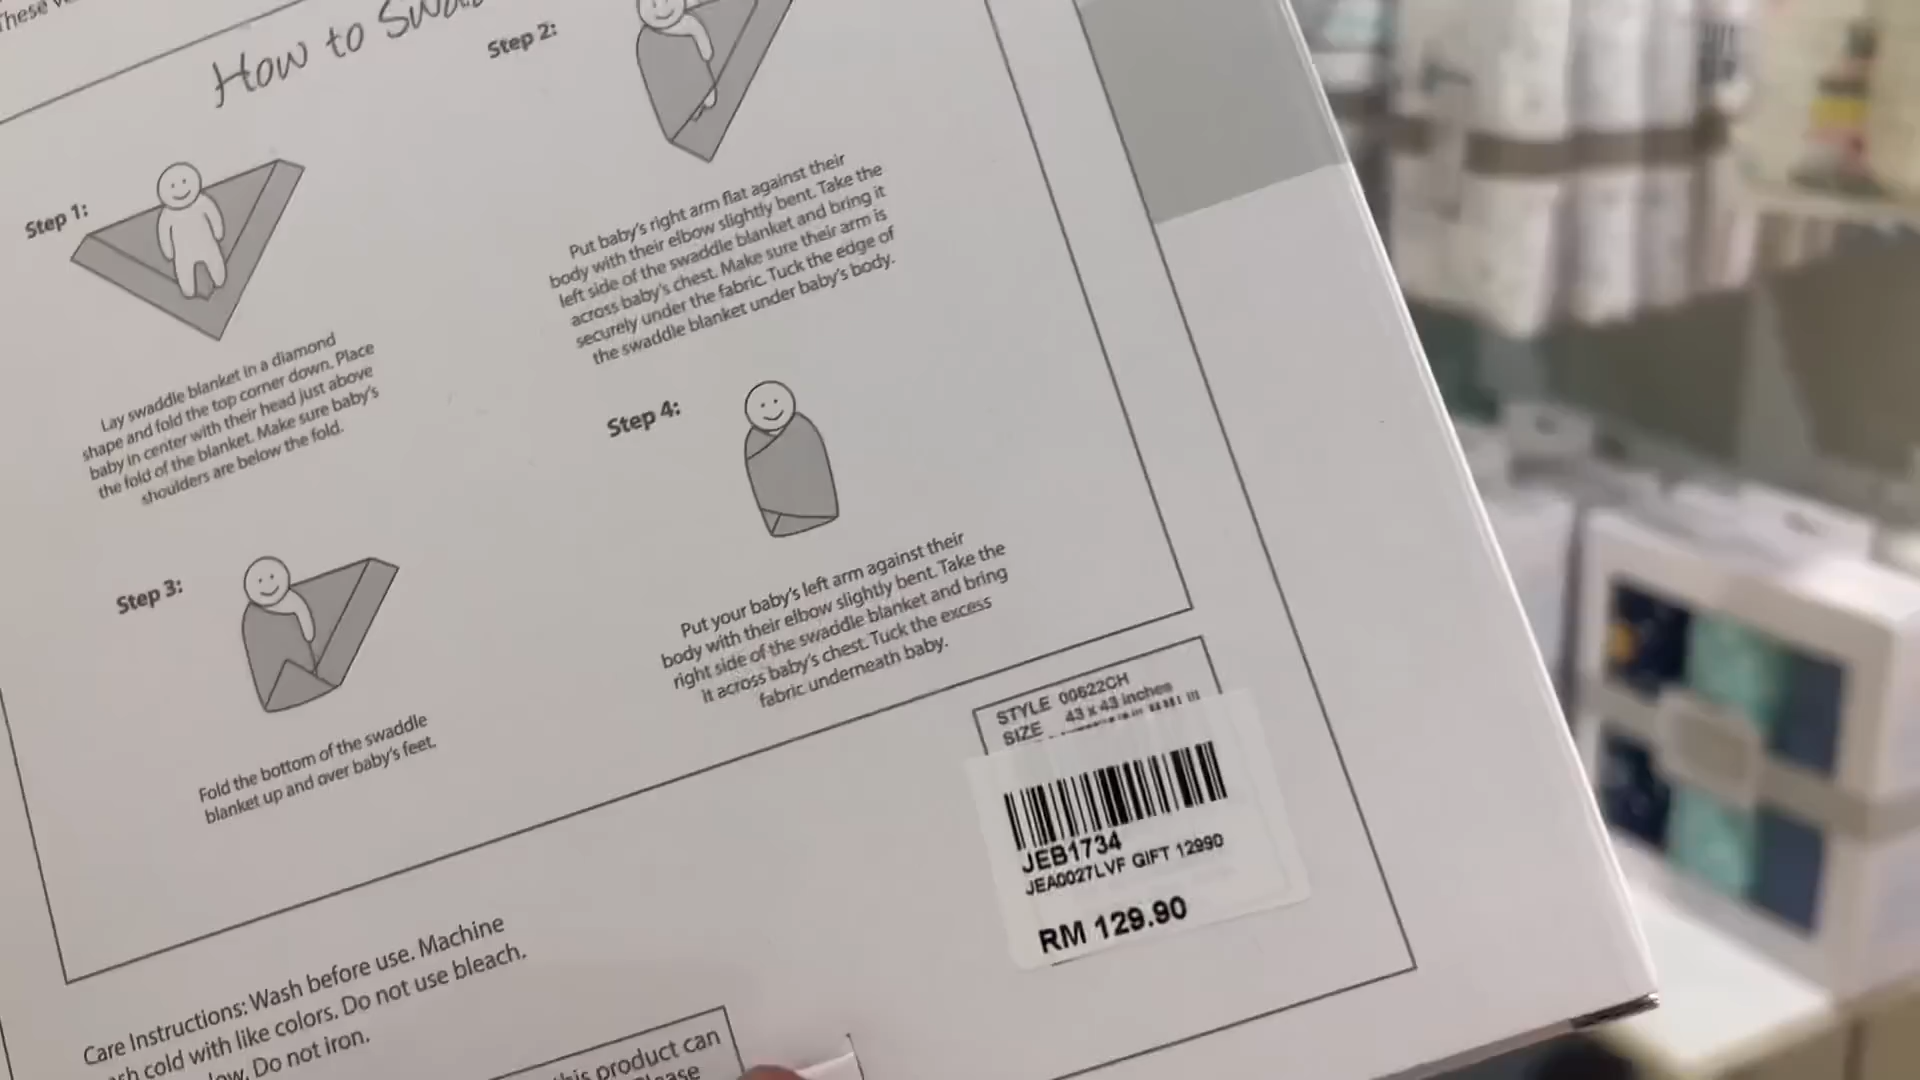 These
How to
Step 1:
Lay swaddle blanket in a diamond
shape and fold the top corner down. Place
baby in center with their head just above
the fold of the blanket. Make sure baby's
shoulders are below the fold.
Step 2:
Put baby's right arm flat against their
body with their elbow slightly bent. Take the
left side of the swaddle blanket and bring it
across baby's chest. Make sure their arm is
securely under the fabric. Tuck the edge of
the swaddle blanket under baby's body.
Step 3:
Fold the bottom of the swaddle
blanket up and over baby's feet.
Step 4:
Put your baby's left arm against their
body with their elbow slightly bent. Take the
right side of the swaddle blanket and bring
it across baby's chest. Tuck the excess
fabric underneath baby.
STYLE 00622CH
SIZE 43 x 43 inches
JEB1734
JEA0027LVF GIFT 12990
RM 129.90
Care Instructions: Wash before use. Machine
cold with like colors. Do not use bleach.
Do not iron.
this product can